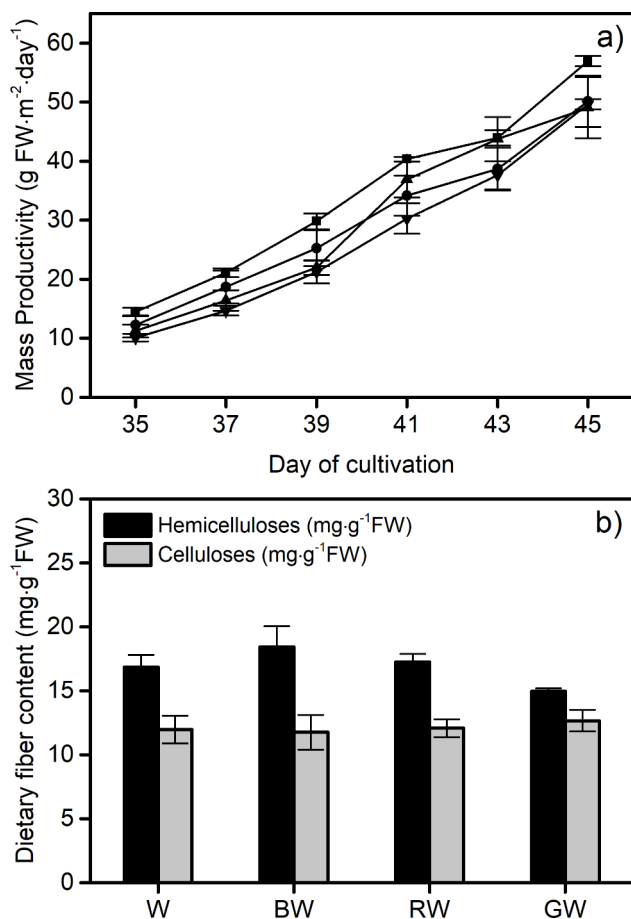 a)
Mass Productivity (g FW·m⁻²·day⁻¹)
60
50
40
30
20
10
0
35 37 39 41 43 45
Day of cultivation
b)
Hemicelluloses (mg·g⁻¹FW)
Celluloses (mg·g⁻¹FW)
Dietary fiber content (mg·g⁻¹FW)
30
25
20
15
10
5
0
W BW RW GW